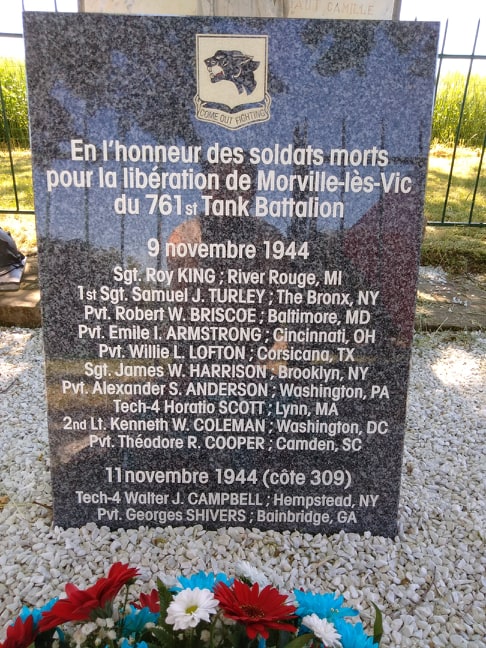 AUT CAMILLE
COME OUT FIGHTING
En l'honneur des soldats morts
pour la libération de Morville-lès-Vic
du 761st Tank Battalion
9 novembre 1944
Sgt. Roy KING ; River Rouge, MI
1st Sgt. Samuel J. TURLEY ; The Bronx, NY
Pvt. Robert W. BRISCOE ; Baltimore, MD
Pvt. Emile I. ARMSTRONG ; Cincinnati, OH
Pvt. Willie L. LOFTON ; Corsicana, TX
Sgt. James W. HARRISON ; Brooklyn, NY
Pvt. Alexander S. ANDERSON ; Washington, PA
Tech-4 Horatio SCOTT ; Lynn, MA
2nd Lt. Kenneth W. COLEMAN ; Washington, DC
Pvt. Théodore R. COOPER ; Camden, SC
11 novembre 1944 (côte 309)
Tech-4 Walter J. CAMPBELL ; Hempstead, NY
Pvt. Georges SHIVERS ; Bainbridge, GA